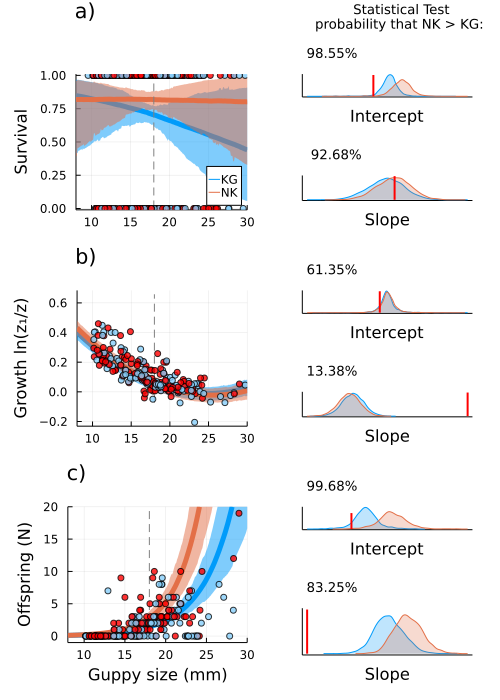 a)
Statistical Test
probability that NK > KG:
98.55%
Intercept
92.68%
Slope
1.00
0.75
0.50
0.25
0.00
Survival
KG
NK
10 15 20 25 30
b)
61.35%
Intercept
13.38%
Slope
0.6
0.4
0.2
0.0
−0.2
Growth ln(z₁/z)
10 15 20 25 30
c)
99.68%
Intercept
83.25%
Slope
20
15
10
5
0
Offspring (N)
10 15 20 25 30
Guppy size (mm)